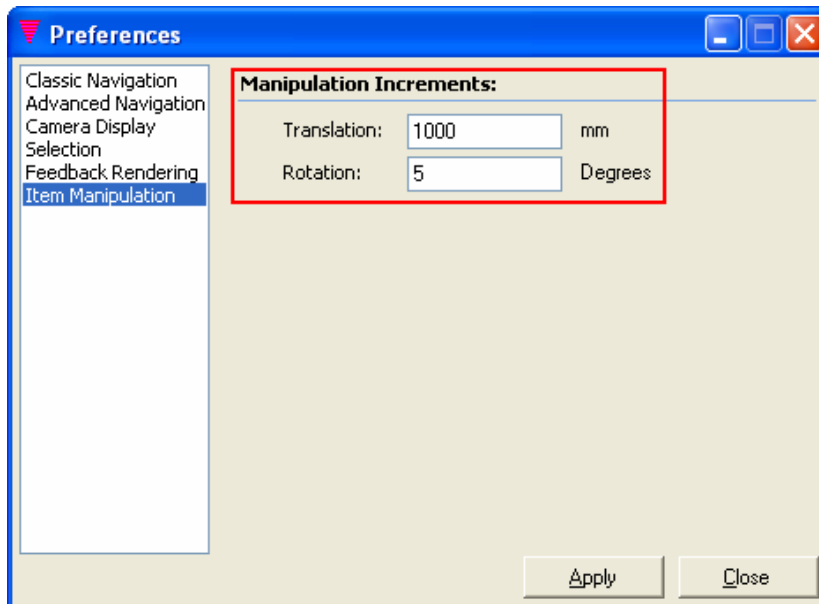 Preferences
Classic Navigation
Advanced Navigation
Camera Display
Selection
Feedback Rendering
Item Manipulation
Manipulation Increments:
Translation: 1000 mm
Rotation: 5 Degrees
Apply Close